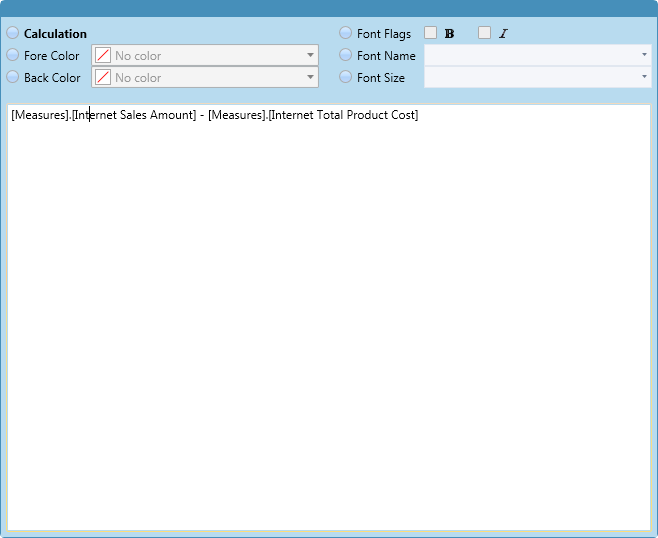 Calculation
Font Flags B I
Fore Color No color
Font Name
Back Color No color
Font Size
[Measures].[Internet Sales Amount] - [Measures].[Internet Total Product Cost]